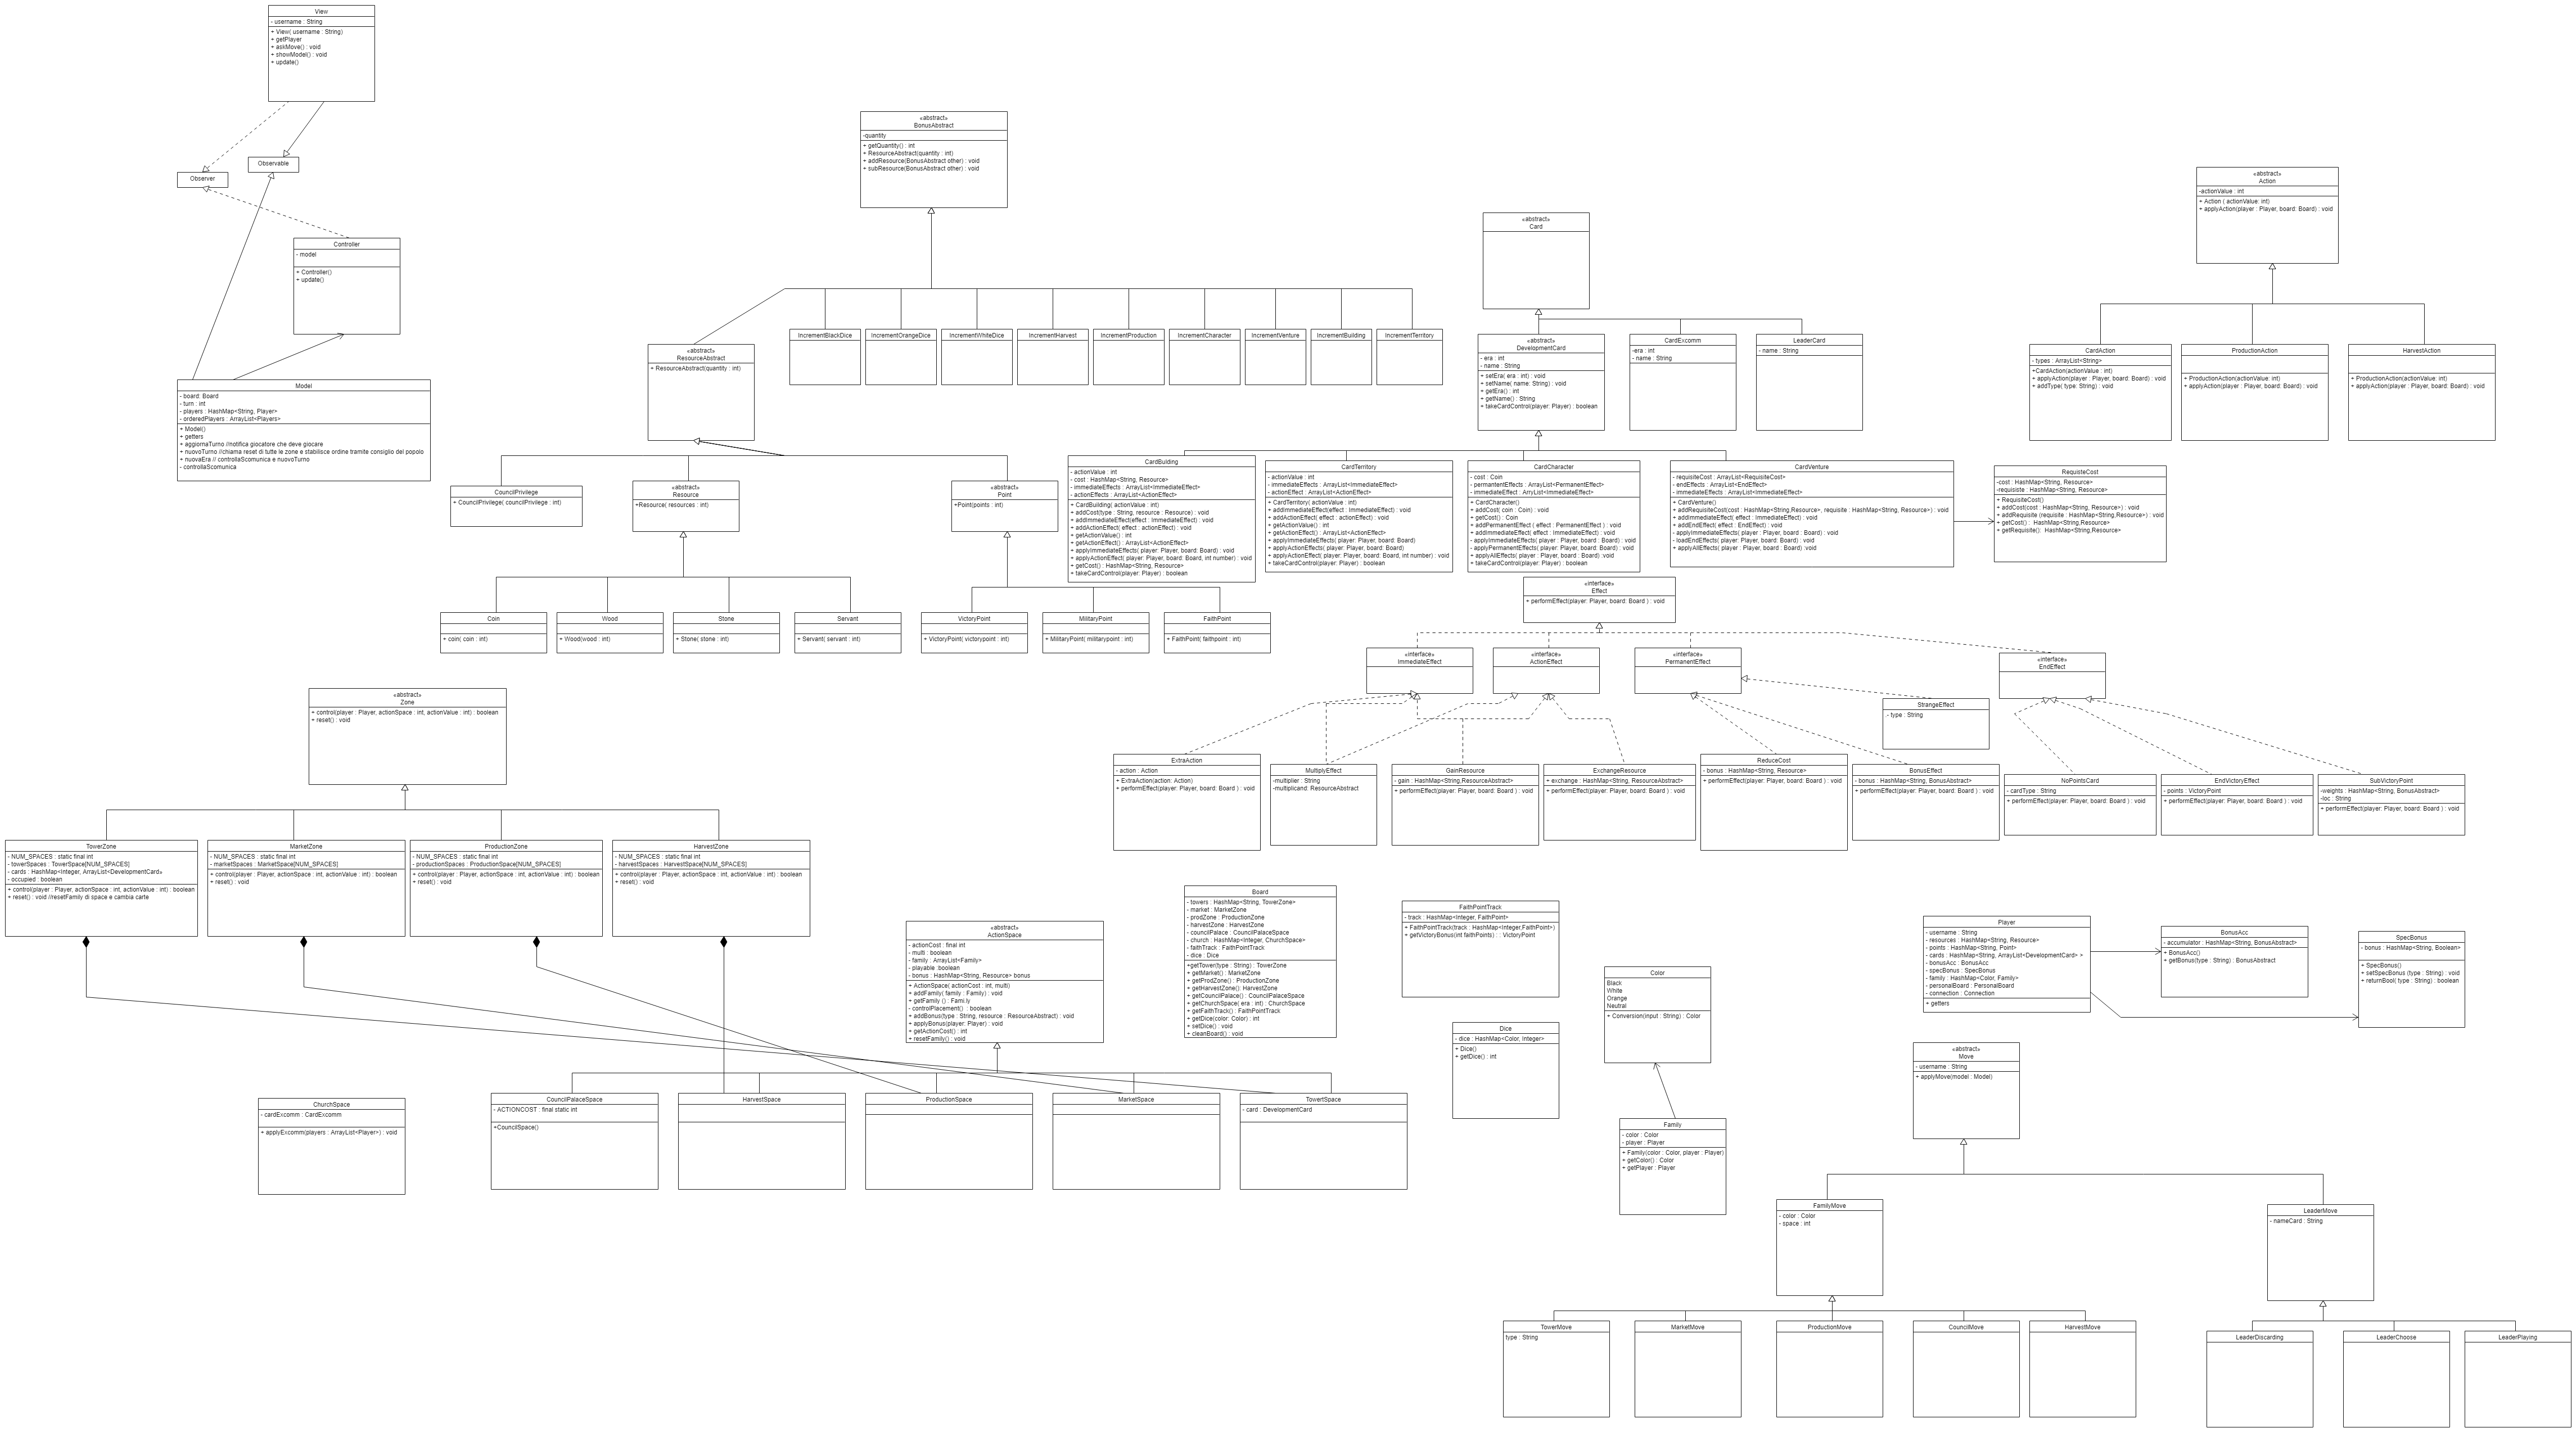 View
- username : String
+ View( username : String)
+ getPlayer
+ askMove() : void
+ showModel() : void
+ update()
Observable
Observer
Controller
- model
+ Controller()
+ update()
Model
- board: Board
- turn : int
- players : HashMap<String, Player>
- orderedPlayers : ArrayList<Players>
+ Model()
+ getters
+ aggiornaTurno //notifica giocatore che deve giocare
+ nuovoTurno //chiama reset di tutte le zone e stabilisce ordine tramite consiglio del popolo
+ nuovaEra // controllaScomunica e nuovoTurno
- controllaScomunica
«abstract»
BonusAbstract
-quantity
+ getQuantity() : int
+ ResourceAbstract(quantity : int)
+ addResource(BonusAbstract other) : void
+ subResource(BonusAbstract other) : void
IncrementBlackDice
IncrementOrangeDice
IncrementWhiteDice
IncrementHarvest
IncrementProduction
IncrementCharacter
IncrementVenture
IncrementBuilding
IncrementTerritory
«abstract»
ResourceAbstract
+ ResourceAbstract(quantity : int)
CouncilPrivilege
+ CouncilPrivilege( councilPrivilege : int)
«abstract»
Resource
+Resource( resources : int)
«abstract»
Point
+Point(points : int)
Coin
+ coin( coin : int)
Wood
+ Wood(wood : int)
Stone
+ Stone( stone : int)
Servant
+ Servant( servant : int)
VictoryPoint
+ VictoryPoint( victorypoint : int)
MilitaryPoint
+ MilitaryPoint( militarypoint : int)
FaithPoint
+ FaithPoint( faithpoint : int)
«abstract»
Card
«abstract»
DevelopmentCard
- era : int
- name : String
+ setEra( era : int) : void
+ setName( name: String) : void
+ getEra() : int
+ getName() : String
+ takeCardControl(player: Player) : boolean
CardExcomm
-era : int
- name : String
LeaderCard
- name : String
«abstract»
Action
-actionValue : int
+ Action ( actionValue: int)
+ applyAction(player : Player, board: Board) : void
CardAction
- types : ArrayList<String>
+CardAction(actionValue : int)
+ applyAction(player : Player, board: Board) : void
+ addType( type: String) : void
ProductionAction
+ ProductionAction(actionValue: int)
+ applyAction(player : Player, board: Board) : void
HarvestAction
+ ProductionAction(actionValue: int)
+ applyAction(player : Player, board: Board) : void
CardBuilding
- actionValue : int
- cost : HashMap<String, Resource>
- immediateEffects : ArrayList<ImmediateEffect>
- actionEffects : ArrayList<ActionEffect>
+ CardBuilding( actionValue : int)
+ addCost(type : String, resource : Resource) : void
+ addImmediateEffect(effect : ImmediateEffect) : void
+ addActionEffect( effect : actionEffect) : void
+ getActionValue() : int
+ getActionEffect() : ArrayList<ActionEffect>
+ applyImmediateEffects( player: Player, board: Board) : void
+ applyActionEffect( player: Player, board: Board, int number) : void
+ getCost() : HashMap<String, Resource>
+ takeCardControl(player: Player) : boolean
CardTerritory
- actionValue : int
- immediateEffects : ArrayList<ImmediateEffect>
- actionEffect : ArrayList<ActionEffect>
+ CardTerritory( actionValue : int)
+ addImmediateEffect(effect : ImmediateEffect) : void
+ addActionEffect( effect : actionEffect) : void
+ getActionValue() : int
+ getActionEffect() : ArrayList<ActionEffect>
+ applyImmediateEffects( player: Player, board: Board)
+ applyActionEffects( player: Player, board: Board)
+ applyActionEffect( player: Player, board: Board, int number) : void
+ takeCardControl(player: Player) : boolean
CardCharacter
- cost : Coin
- permantentEffects : ArrayList<PermanentEffect>
- immediateEffect : ArryList<ImmediateEffect>
+ CardCharacter()
+ addCost( coin : Coin) : void
+ getCost() : Coin
+ addPermanentEffect ( effect : PermanentEffect ) : void
+ addImmediateEffect( effect : ImmediateEffect) : void
- applyImmediateEffects( player : Player, board : Board) : void
- applyPermanentEffects( player: Player, board: Board) : void
+ applyAllEffects( player : Player, board : Board) :void
+ takeCardControl(player: Player) : boolean
CardVenture
- requisiteCost : ArrayList<RequisiteCost>
- endEffects : ArrayList<EndEffect>
- immediateEffects : ArrayList<ImmediateEffect>
+ CardVenture()
+ addRequisiteCost(cost : HashMap<String,Resource>, requisite : HashMap<String, Resource>) : void
+ addImmediateEffect( effect : ImmediateEffect) : void
+ addEndEffect( effect : EndEffect) : void
- applyImmediateEffects( player : Player, board : Board) : void
- loadEndEffects( player: Player, board: Board) : void
+ applyAllEffects( player : Player, board : Board) :void
RequisteCost
-cost : HashMap<String, Resource>
-requisiste : HashMap<String, Resource>
+ RequisiteCost()
+ addCost(cost : HashMap<String, Resource>) : void
+ addRequisite (requisite : HashMap<String,Resource>) : void
+ getCost() : HashMap<String,Resource>
+ getRequisite(): HashMap<String,Resource>
«interface»
Effect
+ performEffect(player: Player, board: Board ) : void
«interface»
ImmediateEffect
«interface»
ActionEffect
«interface»
PermanentEffect
«interface»
EndEffect
StrangeEffect
- type : String
ExtraAction
- action : Action
+ ExtraAction(action: Action)
+ performEffect(player: Player, board: Board ) : void
MultiplyEffect
-multiplier : String
-multiplicand: ResourceAbstract
GainResource
- gain : HashMap<String,ResourceAbstract>
+ performEffect(player: Player, board: Board ) : void
ExchangeResource
+ exchange : HashMap<String, ResourceAbstract>
+ performEffect(player: Player, board: Board ) : void
ReduceCost
- bonus : HashMap<String, Resource>
+ performEffect(player: Player, board: Board ) : void
BonusEffect
- bonus : HashMap<String, BonusAbstract>
+ performEffect(player: Player, board: Board ) : void
NoPointsCard
- cardType : String
+ performEffect(player: Player, board: Board ) : void
EndVictoryEffect
- points : VictoryPoint
+ performEffect(player: Player, board: Board ) : void
SubVictoryPoint
-weights : HashMap<String, BonusAbstract>
-loc : String
+ performEffect(player: Player, board: Board ) : void
«abstract»
Zone
+ control(player : Player, actionSpace : int, actionValue : int) : boolean
+ reset() : void
TowerZone
- NUM_SPACES : static final int
- towerSpaces : TowerSpace[NUM_SPACES]
- cards : HashMap<Integer, ArrayList<DevelopmentCard»
- occupied : boolean
+ control(player : Player, actionSpace : int, actionValue : int) : boolean
+ reset() : void //resetFamily di space e cambia carte
MarketZone
- NUM_SPACES : static final int
- marketSpaces : MarketSpace[NUM_SPACES]
+ control(player : Player, actionSpace : int, actionValue : int) : boolean
+ reset() : void
ProductionZone
- NUM_SPACES : static final int
- productionSpaces : ProductionSpace[NUM_SPACES]
+ control(player : Player, actionSpace : int, actionValue : int) : boolean
+ reset() : void
HarvestZone
- NUM_SPACES : static final int
- harvestSpaces : HarvestSpace[NUM_SPACES]
+ control(player : Player, actionSpace : int, actionValue : int) : boolean
+ reset() : void
«abstract»
ActionSpace
- actionCost : final int
- multi : boolean
- family : ArrayList<Family>
- playable :boolean
- bonus : HashMap<String, Resource> bonus
+ ActionSpace( actionCost : int, multi)
+ addFamily( family : Family) : void
+ getFamily () : Fami.ly
- controlPlacement() : boolean
+ addBonus(type : String, resource : ResourceAbstract) : void
+ applyBonus(player: Player) : void
+ getActionCost() : int
+ resetFamily() : void
Board
- towers : HashMap<String, TowerZone>
- market : MarketZone
- prodZone : ProductionZone
- harvestZone : HarvestZone
- councilPalace : CouncilPalaceSpace
- church : HashMap<Integer, ChurchSpace>
- faithTrack : FaithPointTrack
- dice : Dice
+getTower(type : String) : TowerZone
+ getMarket() : MarketZone
+ getProdZone() : ProductionZone
+ getHarvestZone(): HarvestZone
+ getCouncilPalace() : CouncilPalaceSpace
+ getChurchSpace( era : int) : ChurchSpace
+ getFaithTrack() : FaithPointTrack
+ getDice(color: Color) : int
+ setDice() : void
+ cleanBoard() : void
FaithPointTrack
- track : HashMap<Integer, FaithPoint>
+ FaithPointTrack(track : HashMap<Integer,FaithPoint>)
+ getVictoryBonus(int faithPoints) : : VictoryPoint
Dice
- dice : HashMap<Color, Integer>
+ Dice()
+ getDice() : int
Color
Black
White
Orange
Neutral
+ Conversion(input : String) : Color
Family
- color : Color
- player : Player
+ Family(color : Color, player : Player)
+ getColor() : Color
+ getPlayer : Player
Player
- username : String
- resources : HashMap<String, Resource>
- points : HashMap<String, Point>
- cards : HashMap<String, ArrayList<DevelopmentCard> >
- bonusAcc : BonusAcc
- specBonus : SpecBonus
- family : HashMap<Color, Family>
- personalBoard : PersonalBoard
- connection : Connection
+ getters
BonusAcc
- accumulator : HashMap<String, BonusAbstract>
+ BonusAcc()
+ getBonus(type : String) : BonusAbstract
SpecBonus
- bonus : HashMap<String, Boolean>
+ SpecBonus()
+ setSpecBonus (type : String) : void
+ returnBool( type : String) : boolean
ChurchSpace
- cardExcomm : CardExcomm
+ applyExcomm(players : ArrayList<Player>) : void
CouncilPalaceSpace
- ACTIONCOST : final static int
+CouncilSpace()
HarvestSpace
ProductionSpace
MarketSpace
TowertSpace
- card : DevelopmentCard
«abstract»
Move
- username : String
+ applyMove(model : Model)
FamilyMove
- color : Color
- space : int
LeaderMove
- nameCard : String
TowerMove
type : String
MarketMove
ProductionMove
CouncilMove
HarvestMove
LeaderDiscarding
LeaderChoose
LeaderPlaying